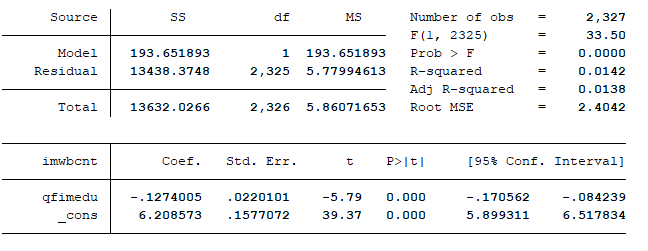 Source SS df MS Number of obs = 2,327
F(1, 2325) = 33.50
Model 193.651893 1 193.651893 Prob > F = 0.0000
Residual 13438.3748 2,325 5.77994613 R-squared = 0.0142
Adj R-squared = 0.0138
Total 13632.0266 2,326 5.86071653 Root MSE = 2.4042
imwbcnt Coef. Std. Err. t P>|t| [95% Conf. Interval]
qfimedu -.1274005 .0220101 -5.79 0.000 -.170562 -.084239
_cons 6.208573 .1577072 39.37 0.000 5.899311 6.517834